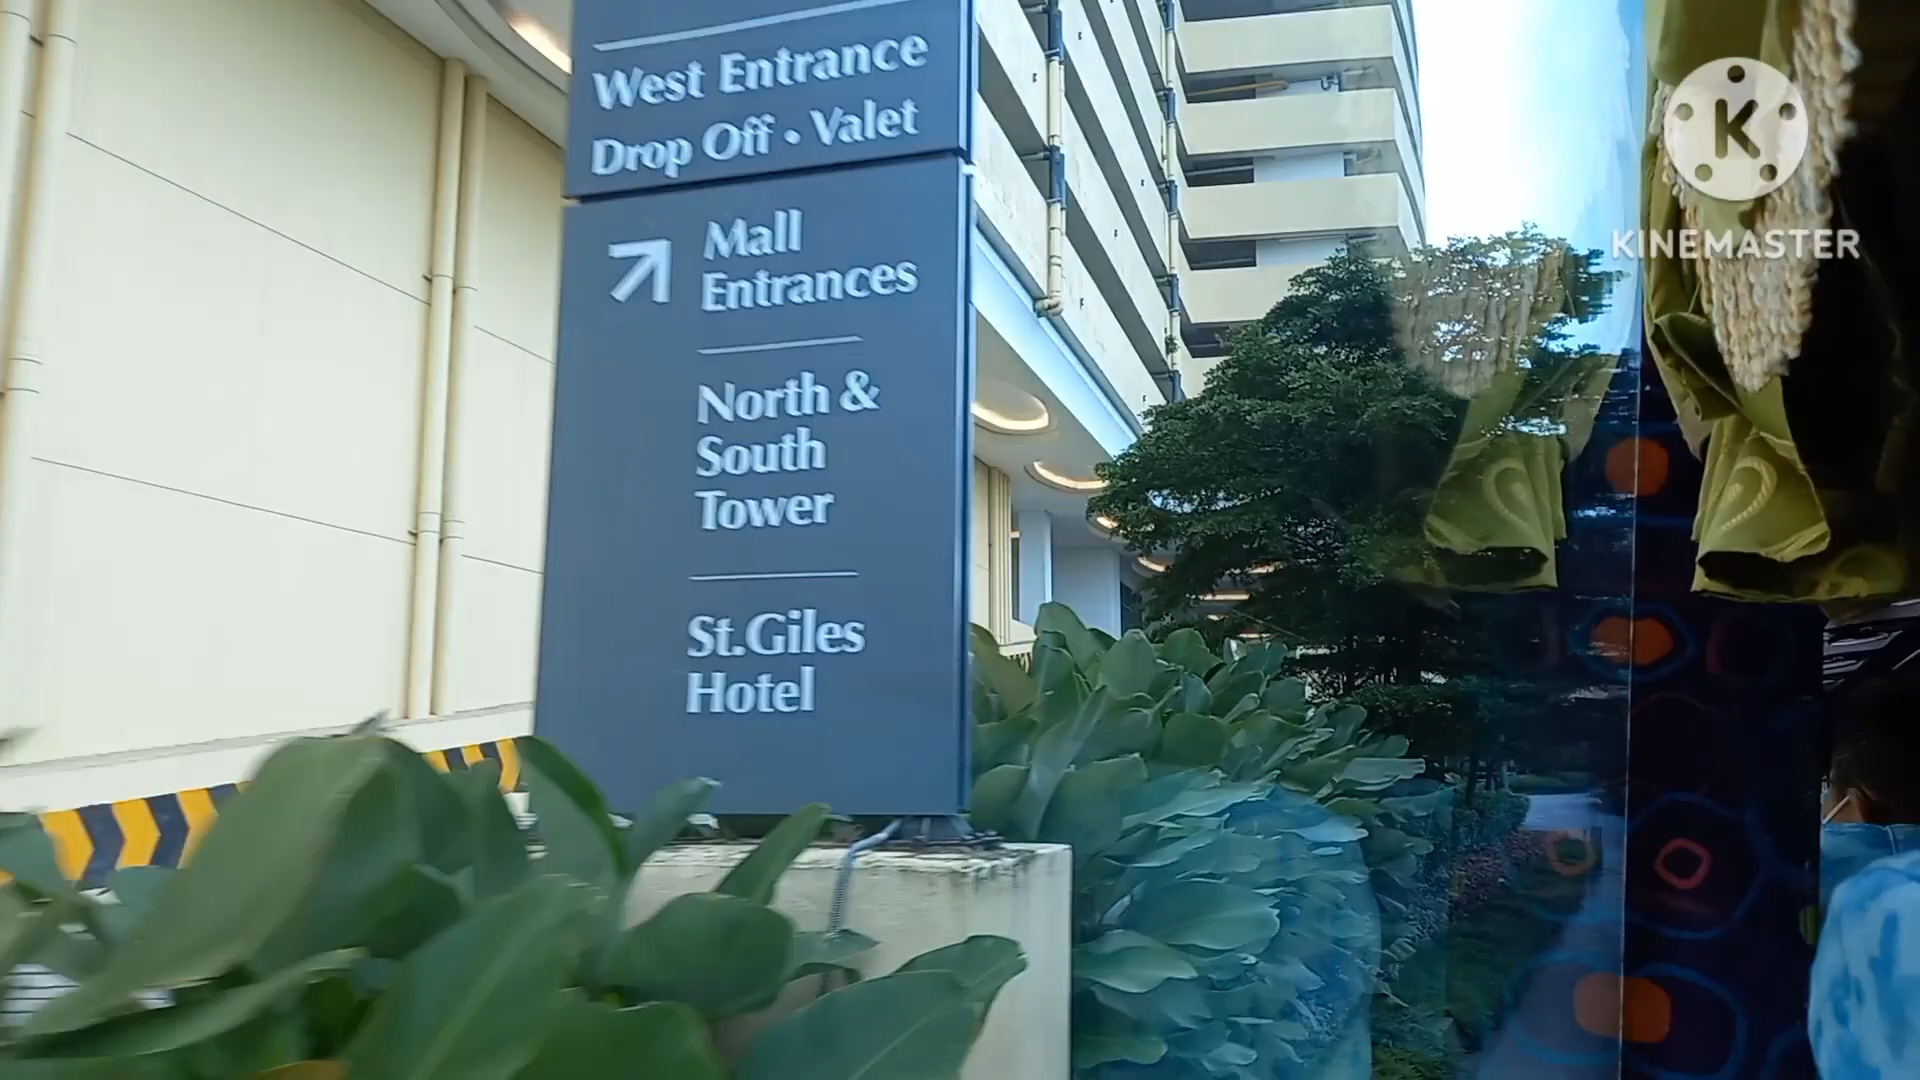 West Entrance
Drop Off • Valet
Mall
Entrances
North &
South
Tower
St.Giles
Hotel
K
KINEMASTER